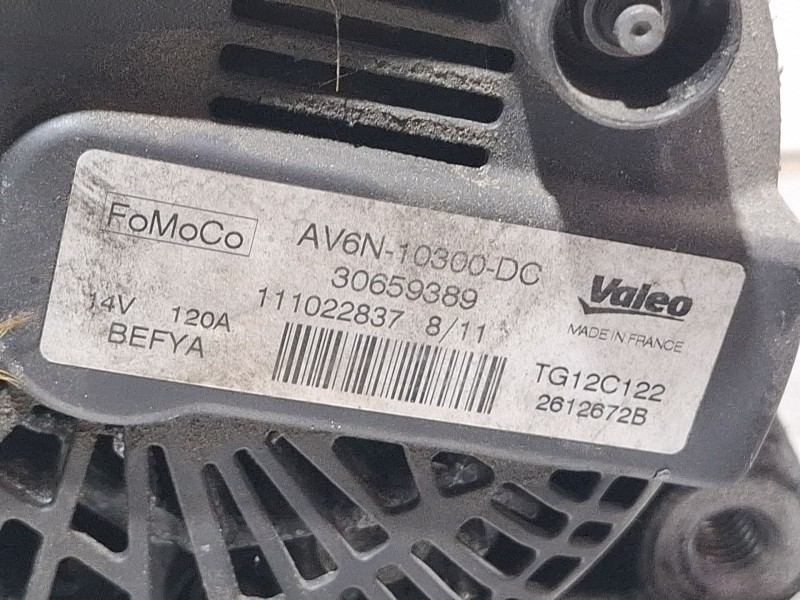 FoMoCo
AV6N-10300-DC
30659389
Valeo
14V 120A
111022837 8/11
MADE IN FRANCE
BEFYA
TG12C122
2612672B